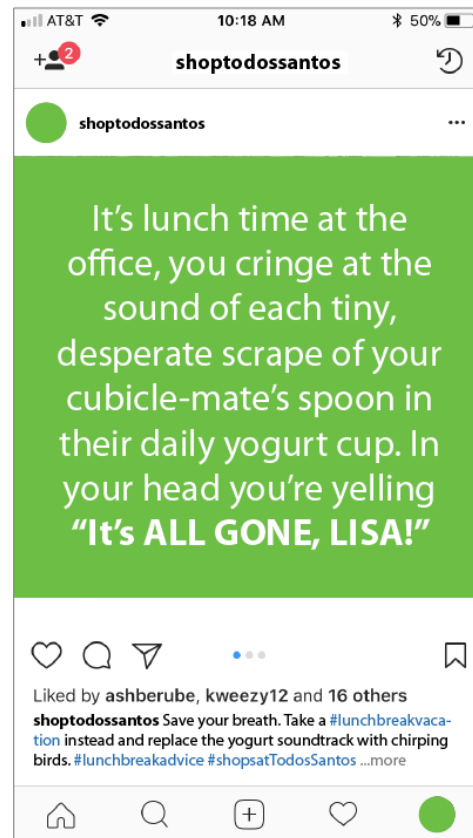 AT&T 10:18 AM 50%
2
shoptodossantos
shoptodossantos
It’s lunch time at the
office, you cringe at the
sound of each tiny,
desperate scrape of your
cubicle-mate’s spoon in
their daily yogurt cup. In
your head you’re yelling
“It’s ALL GONE, LISA!”
Liked by ashberube, kweezy12 and 16 others
shoptodossantos Save your breath. Take a #lunchbreakvaca-
tion instead and replace the yogurt soundtrack with chirping
birds. #lunchbreakadvice #shopsatTodosSantos ...more